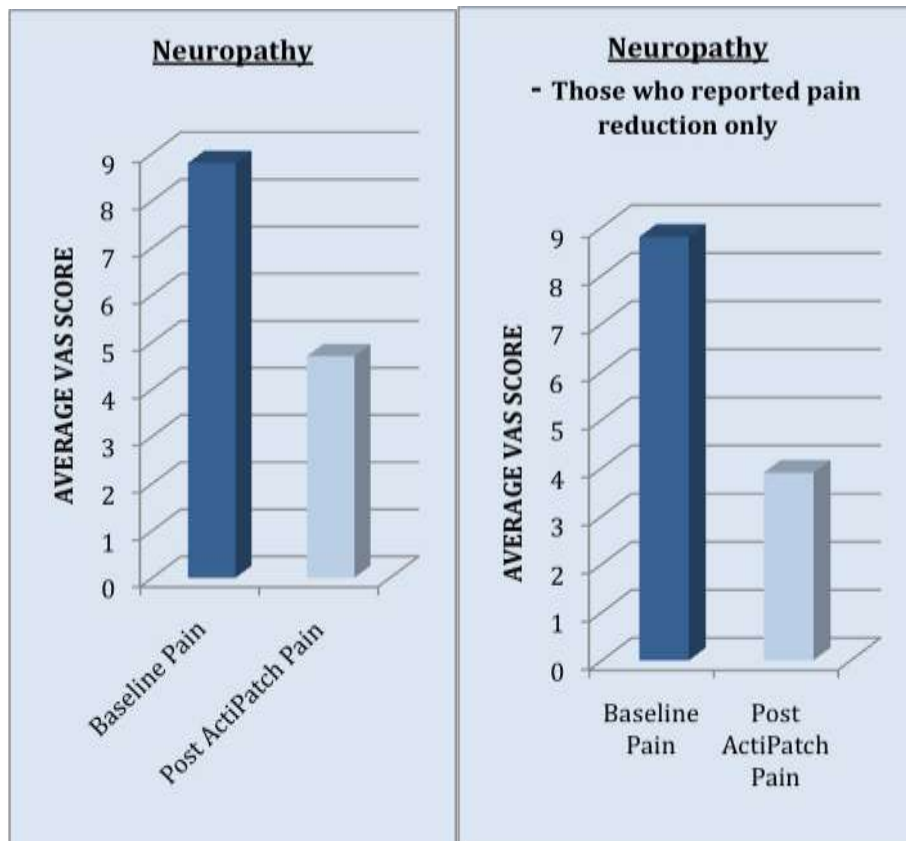 Neuropathy
9
8
7
6
5
4
3
2
1
0
AVERAGE VAS SCORE
Baseline Pain
Post ActiPatch Pain
Neuropathy
- Those who reported pain
reduction only
9
8
7
6
5
4
3
2
1
0
AVERAGE VAS SCORE
Baseline
Pain
Post
ActiPatch
Pain